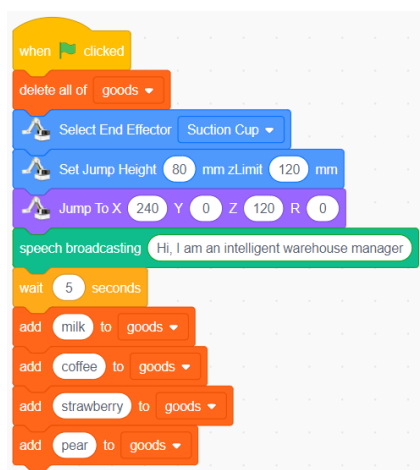 when clicked
delete all of goods
Select End Effector Suction Cup
Set Jump Height 80 mm zLimit 120 mm
Jump To X 240 Y 0 Z 120 R 0
speech broadcasting Hi, I am an intelligent warehouse manager
wait 5 seconds
add milk to goods
add coffee to goods
add strawberry to goods
add pear to goods